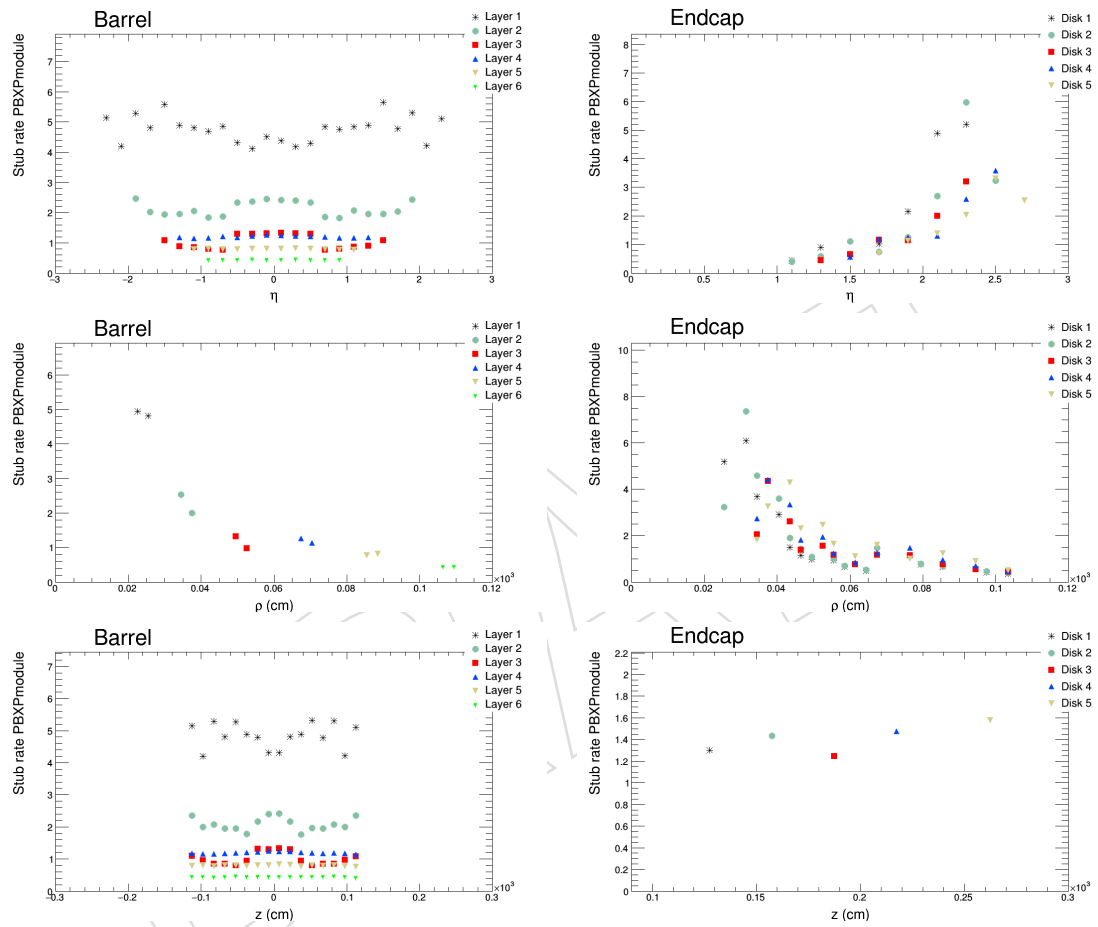 Barrel
Layer 1
Layer 2
Layer 3
Layer 4
Layer 5
Layer 6
Stub rate PBXPmodule
7
6
5
4
3
2
1
0
−3 −2 −1 0 1 2 3
η
Endcap
Disk 1
Disk 2
Disk 3
Disk 4
Disk 5
Stub rate PBXPmodule
8
7
6
5
4
3
2
1
0
0 0.5 1 1.5 2 2.5 3
η
Barrel
Layer 1
Layer 2
Layer 3
Layer 4
Layer 5
Layer 6
Stub rate PBXPmodule
6
5
4
3
2
1
0
0 0.02 0.04 0.06 0.08 0.1 0.12
×10³
ρ (cm)
Endcap
Disk 1
Disk 2
Disk 3
Disk 4
Disk 5
Stub rate PBXPmodule
10
8
6
4
2
0
0 0.02 0.04 0.06 0.08 0.1 0.12
×10³
ρ (cm)
Barrel
Layer 1
Layer 2
Layer 3
Layer 4
Layer 5
Layer 6
Stub rate PBXPmodule
7
6
5
4
3
2
1
0
−0.3 −0.2 −0.1 0 0.1 0.2 0.3
×10³
z (cm)
Endcap
Disk 1
Disk 2
Disk 3
Disk 4
Disk 5
Stub rate PBXPmodule
2.2
2
1.8
1.6
1.4
1.2
1
0.8
0.6
0.4
0.2
0
0.1 0.15 0.2 0.25 0.3
×10³
z (cm)